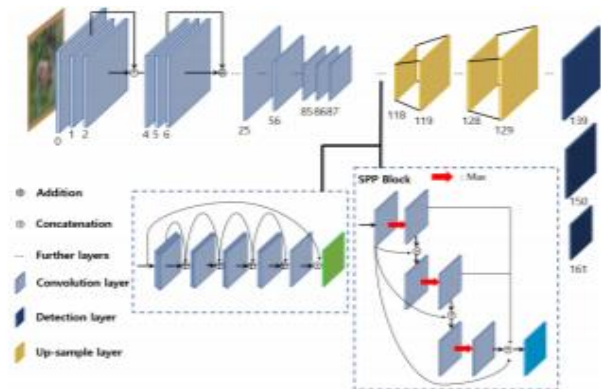 0 1 2
4 5 6
25
56
85 86 87
118
119
128
129
139
150
161
Addition
Concatenation
Further layers
Convolution layer
Detection layer
Up-sample layer
SPP Block
: Max